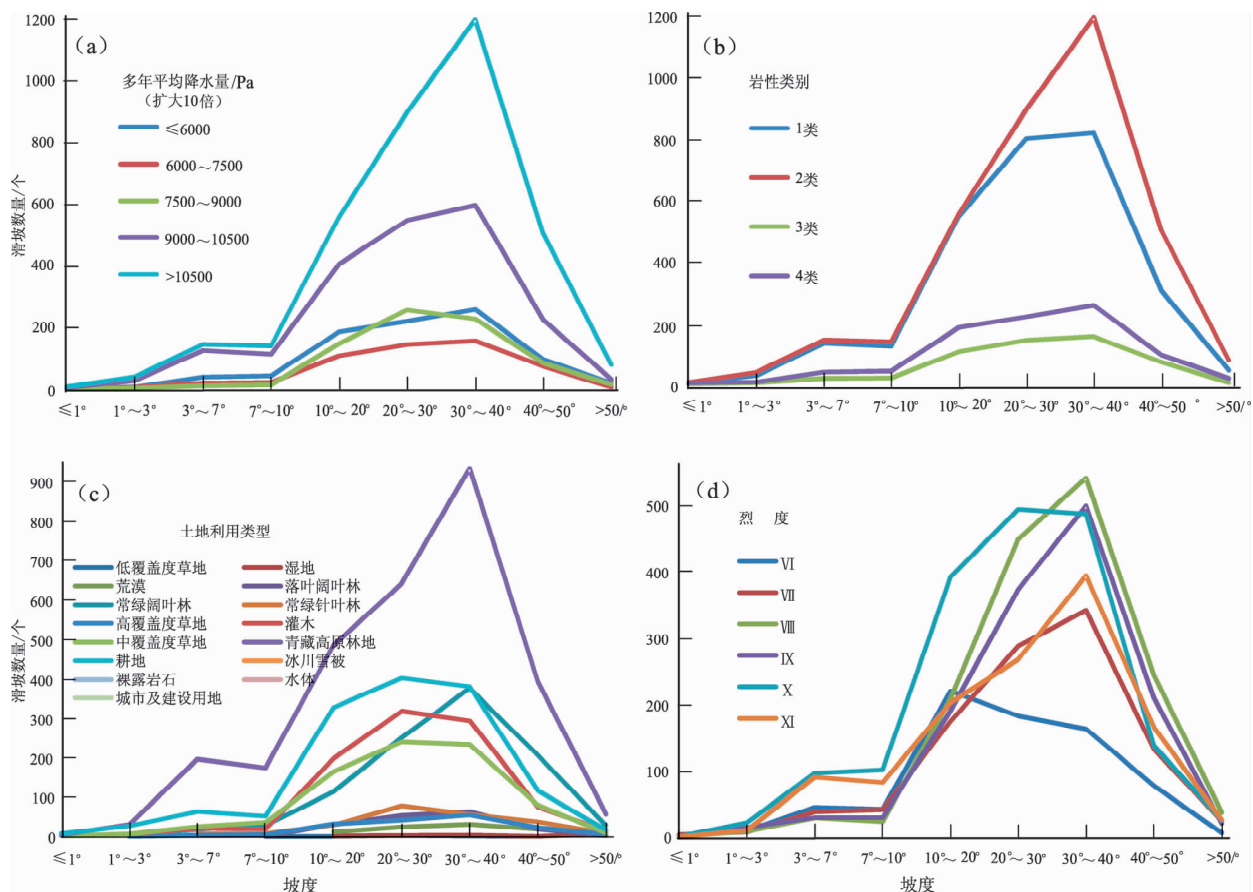 (a)
1200
1000
800
600
400
200
0
滑坡数量/个
多年平均降水量/Pa
(扩大10倍)
≤6000
6000～7500
7500～9000
9000～10500
>10500
≤1° 1°～3° 3～7° 7～10° 10～20° 20°～30° 30°～40° 40°～50° >50/°
(b)
1200
1000
800
600
400
200
0
岩性类别
1类
2类
3类
4类
≤1° 1°～3° 3～7° 7°～10° 10～20° 20°～30° 30°～40° 40°～50° >50/°
(c)
900
800
700
600
500
400
300
200
100
0
滑坡数量/个
土地利用类型
低覆盖度草地 湿地
荒漠 落叶阔叶林
常绿阔叶林 常绿针叶林
高覆盖度草地 灌木
中覆盖度草地 青藏高原林地
耕地 冰川雪被
裸露岩石 水体
城市及建设用地
≤1° 1～3° 3～7° 7°～10° 10～20° 20°～30° 30°～40° 40°～50° >50/°
坡度
(d)
500
400
300
200
100
0
烈 度
Ⅵ
Ⅶ
Ⅷ
Ⅸ
Ⅹ
Ⅺ
≤1° 1°～3° 3～7° 7～10° 10～20° 20°～30° 30°～40° 40°～50° >50/°
坡度